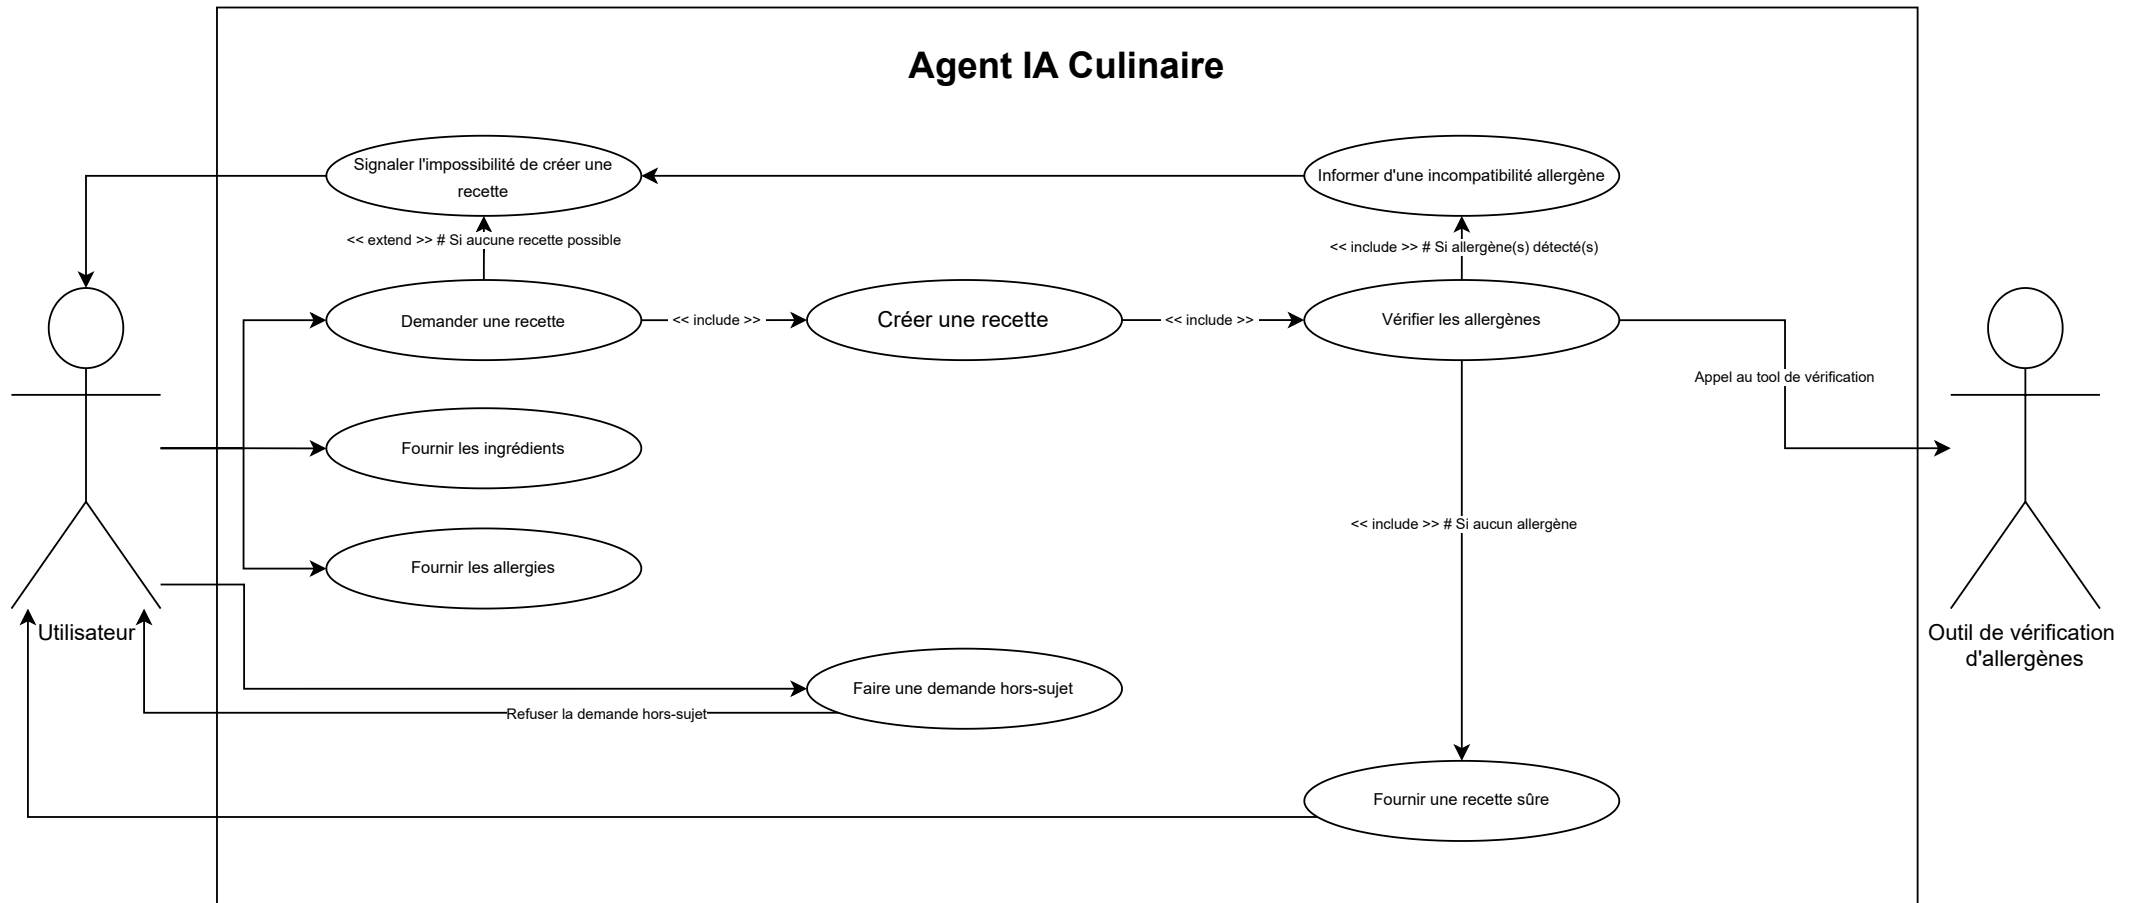 Agent IA Culinaire
Signaler l'impossibilité de créer une
recette
Informer d'une incompatibilité allergène
<< extend >> # Si aucune recette possible
<< include >> # Si allergène(s) détecté(s)
Demander une recette
<< include >>
Créer une recette
<< include >>
Vérifier les allergènes
Appel au tool de vérification
Fournir les ingrédients
<< include >> # Si aucun allergène
Fournir les allergies
Utilisateur
Outil de vérification
d'allergènes
Faire une demande hors-sujet
Refuser la demande hors-sujet
Fournir une recette sûre